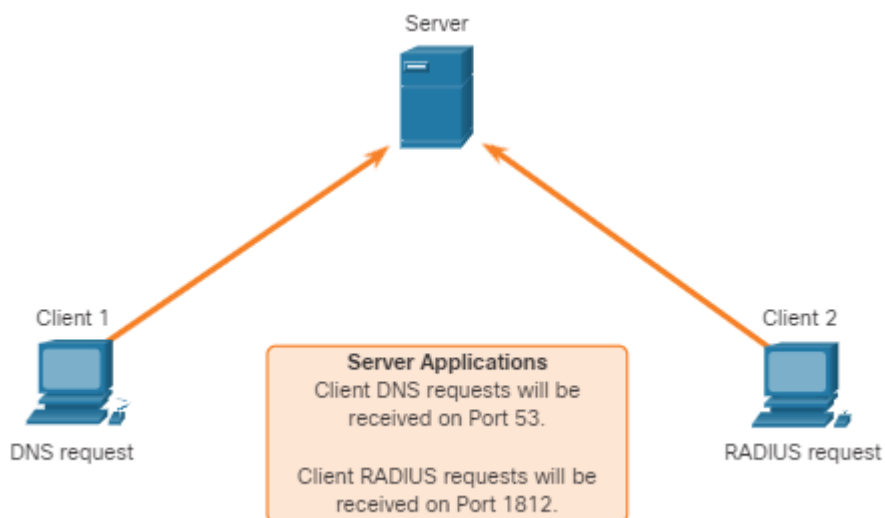 Server
Client 1
Client 2
DNS request
RADIUS request
Server Applications
Client DNS requests will be
received on Port 53.
Client RADIUS requests will be
received on Port 1812.